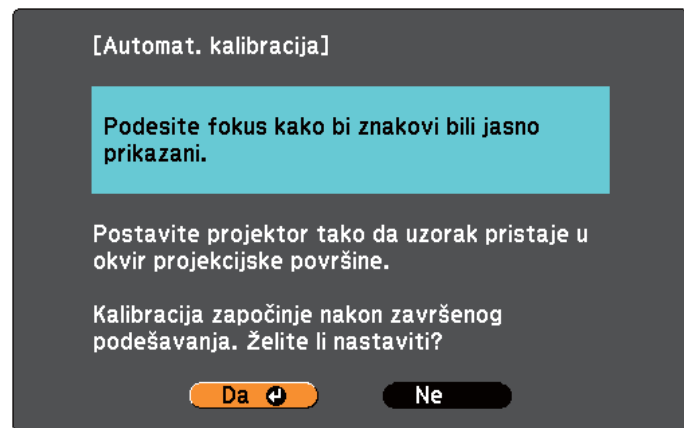 [Automat. kalibracija]
Podesite fokus kako bi znakovi bili jasno
prikazani.
Postavite projektor tako da uzorak pristaje u
okvir projekcijske površine.
Kalibracija započinje nakon završenog
podešavanja. Želite li nastaviti?
Da
Ne